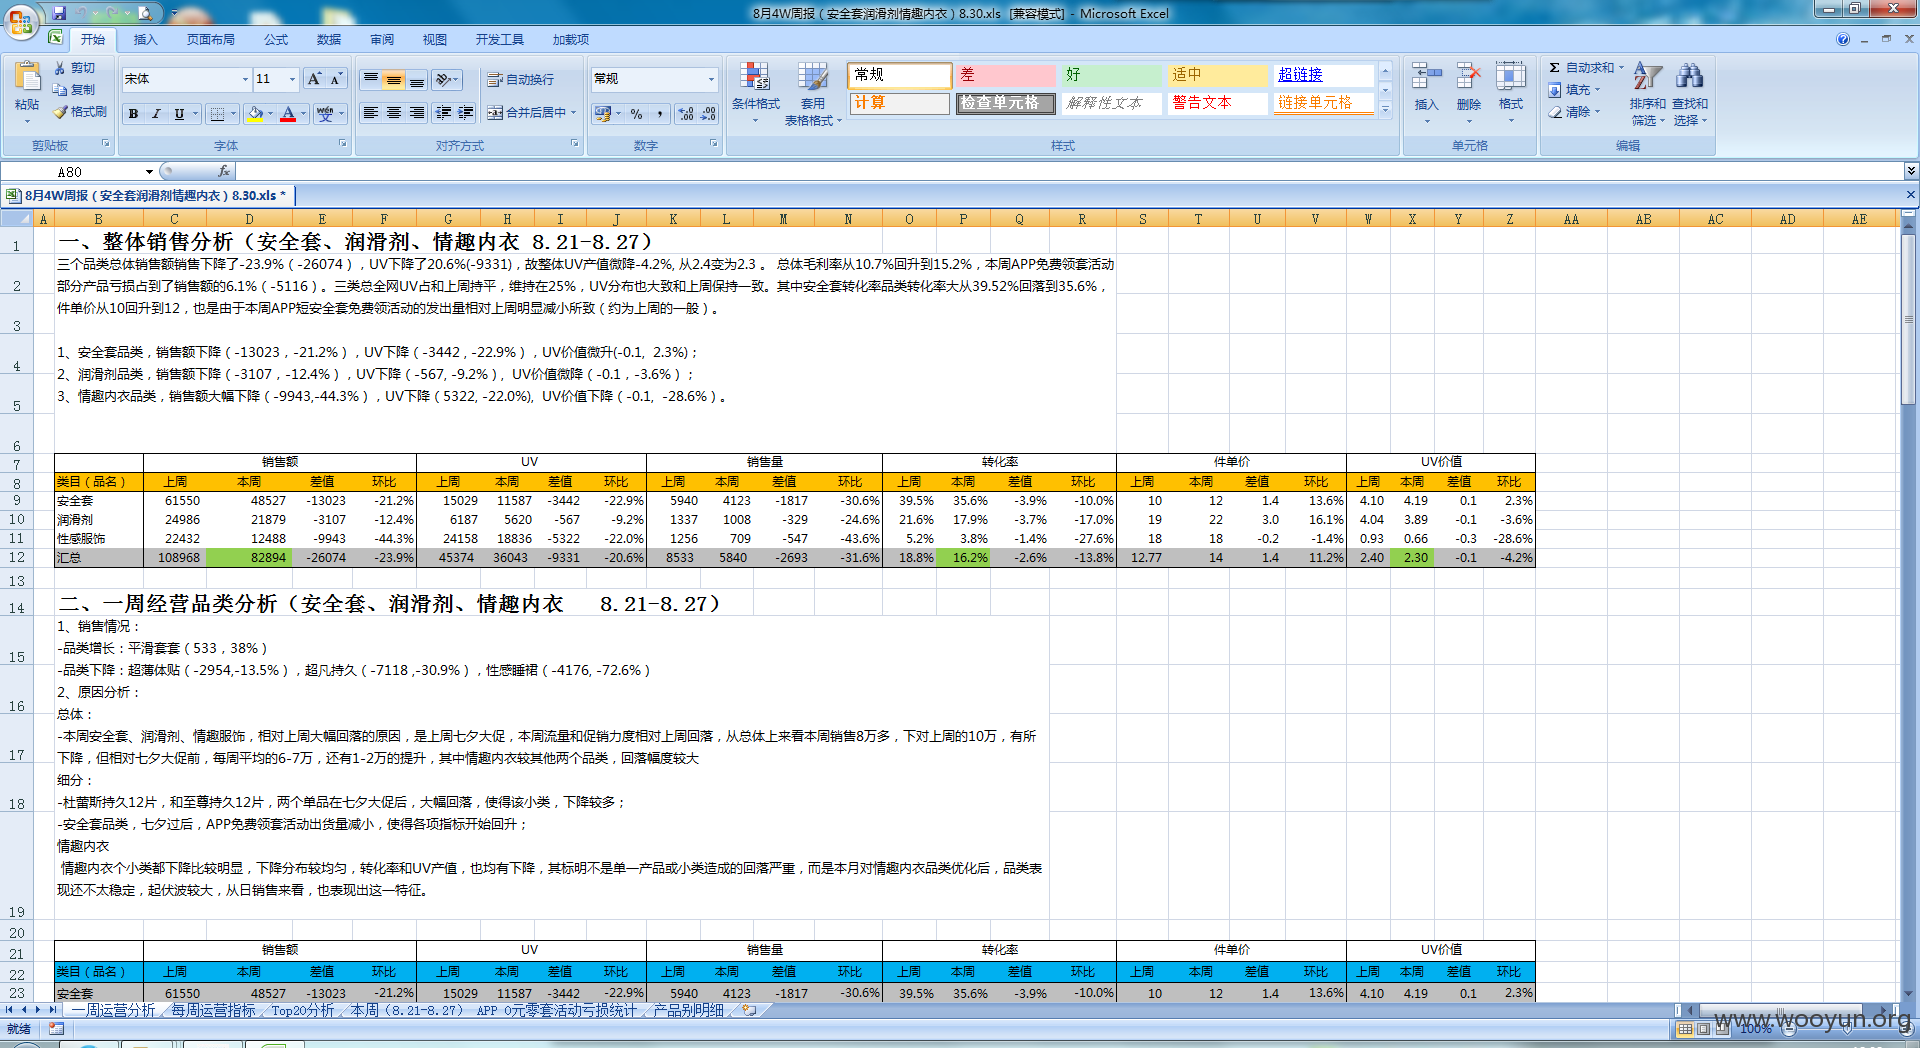 8月4W周报（安全套润滑剂情趣内衣）8.30.xls [兼容模式] - Microsoft Excel
开始 插入 页面布局 公式 数据 审阅 视图 开发工具 加载项
粘贴 剪切 复制 格式刷 剪贴板
宋体 11 B I U 字体
自动换行 合并后居中 对齐方式
常规 % , 数字
条件格式 套用表格格式 常规 差 好 适中 超链接 计算 检查单元格 解释性文本 警告文本 链接单元格 样式
插入 删除 格式 单元格
Σ 自动求和 填充 清除 排序和筛选 查找和选择 编辑
A80 fx
8月4W周报（安全套润滑剂情趣内衣）8.30.xls *
A B C D E F G H I J K L M N O P Q R S T U V W X Y Z AA AB AC AD AE
1 一、整体销售分析（安全套、润滑剂、情趣内衣 8.21-8.27）
三个品类总体销售额销售下降了-23.9%（-26074），UV下降了20.6%(-9331)，故整体UV产值微降-4.2%, 从2.4变为2.3 。 总体毛利率从10.7%回升到15.2%，本周APP免费领套活动
2 部分产品亏损占到了销售额的6.1%（-5116）。三类总全网UV占和上周持平，维持在25%，UV分布也大致和上周保持一致。其中安全套转化率品类转化率大从39.52%回落到35.6%，
3 件单价从10回升到12，也是由于本周APP短安全套免费领活动的发出量相对上周明显减小所致（约为上周的一般）。
4 1、安全套品类，销售额下降（-13023，-21.2%），UV下降（-3442，-22.9%），UV价值微升(-0.1, 2.3%)；
2、润滑剂品类，销售额下降（-3107，-12.4%），UV下降（-567, -9.2%），UV价值微降（-0.1，-3.6%）；
5 3、情趣内衣品类，销售额大幅下降（-9943,-44.3%），UV下降（5322, -22.0%), UV价值下降（-0.1, -28.6%）。
6
7 销售额 UV 销售量 转化率 件单价 UV价值
8 类目（品名） 上周 本周 差值 环比 上周 本周 差值 环比 上周 本周 差值 环比 上周 本周 差值 环比 上周 本周 差值 环比 上周 本周 差值 环比
9 安全套 61550 48527 -13023 -21.2% 15029 11587 -3442 -22.9% 5940 4123 -1817 -30.6% 39.5% 35.6% -3.9% -10.0% 10 12 1.4 13.6% 4.10 4.19 0.1 2.3%
10 润滑剂 24986 21879 -3107 -12.4% 6187 5620 -567 -9.2% 1337 1008 -329 -24.6% 21.6% 17.9% -3.7% -17.0% 19 22 3.0 16.1% 4.04 3.89 -0.1 -3.6%
11 性感服饰 22432 12488 -9943 -44.3% 24158 18836 -5322 -22.0% 1256 709 -547 -43.6% 5.2% 3.8% -1.4% -27.6% 18 18 -0.2 -1.4% 0.93 0.66 -0.3 -28.6%
12 汇总 108968 82894 -26074 -23.9% 45374 36043 -9331 -20.6% 8533 5840 -2693 -31.6% 18.8% 16.2% -2.6% -13.8% 12.77 14 1.4 11.2% 2.40 2.30 -0.1 -4.2%
13
14 二、一周经营品类分析（安全套、润滑剂、情趣内衣 8.21-8.27）
1、销售情况：
15 -品类增长：平滑套套（533，38%）
-品类下降：超薄体贴（-2954,-13.5%），超凡持久（-7118 ,-30.9%），性感睡裙（-4176, -72.6%）
16 2、原因分析：
总体：
-本周安全套、润滑剂、情趣服饰，相对上周大幅回落的原因，是上周七夕大促，本周流量和促销力度相对上周回落，从总体上来看本周销售8万多，下对上周的10万，有所
17 下降，但相对七夕大促前，每周平均的6-7万，还有1-2万的提升，其中情趣内衣较其他两个品类，回落幅度较大
细分：
18 -杜蕾斯持久12片，和至尊持久12片，两个单品在七夕大促后，大幅回落，使得该小类，下降较多；
-安全套品类，七夕过后，APP免费领套活动出货量减小，使得各项指标开始回升；
情趣内衣
情趣内衣个小类都下降比较明显，下降分布较均匀，转化率和UV产值，也均有下降，其标明不是单一产品或小类造成的回落严重，而是本月对情趣内衣品类优化后，品类表
现还不太稳定，起伏波较大，从日销售来看，也表现出这一特征。
19
20
21 销售额 UV 销售量 转化率 件单价 UV价值
22 类目（品名） 上周 本周 差值 环比 上周 本周 差值 环比 上周 本周 差值 环比 上周 本周 差值 环比 上周 本周 差值 环比 上周 本周 差值 环比
23 安全套 61550 48527 -13023 -21.2% 15029 11587 -3442 -22.9% 5940 4123 -1817 -30.6% 39.5% 35.6% -3.9% -10.0% 10 12 1.4 13.6% 4.10 4.19 0.1 2.3%
一周运营分析 每周运营指标 Top20分析 本周（8.21-8.27） APP 0元零套活动亏损统计 产品别明细
就绪 100%
www.wooyun.org